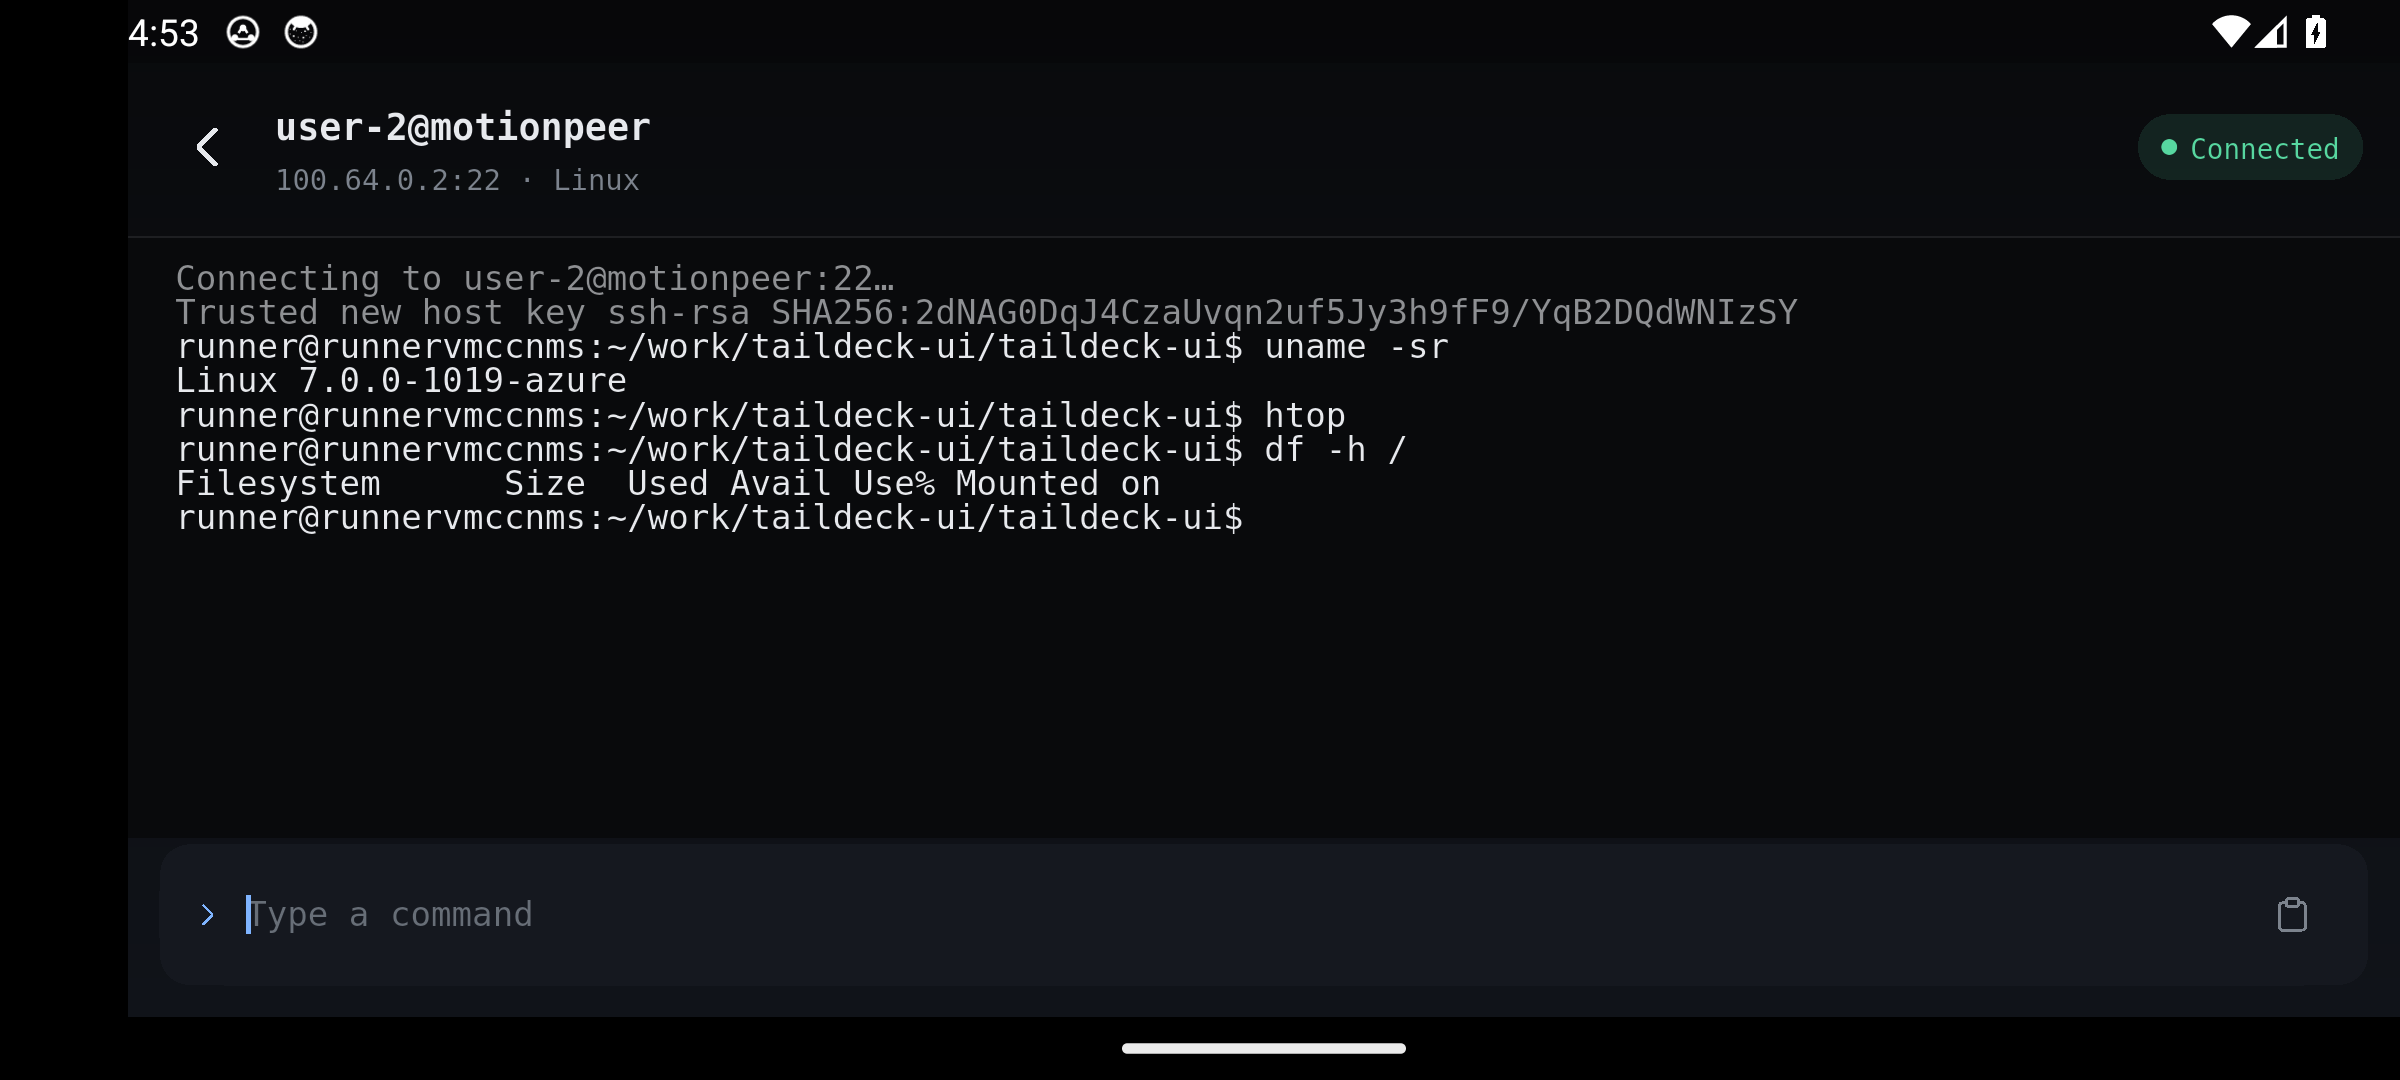 4:53
user-2@motionpeer
100.64.0.2:22 · Linux
Connected
Connecting to user-2@motionpeer:22…
Trusted new host key ssh-rsa SHA256:2dNAG0DqJ4CzaUvqn2uf5Jy3h9fF9/YqB2DQdWNIzSY
runner@runnervmccnms:~/work/taildeck-ui/taildeck-ui$ uname -sr
Linux 7.0.0-1019-azure
runner@runnervmccnms:~/work/taildeck-ui/taildeck-ui$ htop
runner@runnervmccnms:~/work/taildeck-ui/taildeck-ui$ df -h /
Filesystem      Size  Used Avail Use% Mounted on
runner@runnervmccnms:~/work/taildeck-ui/taildeck-ui$
Type a command